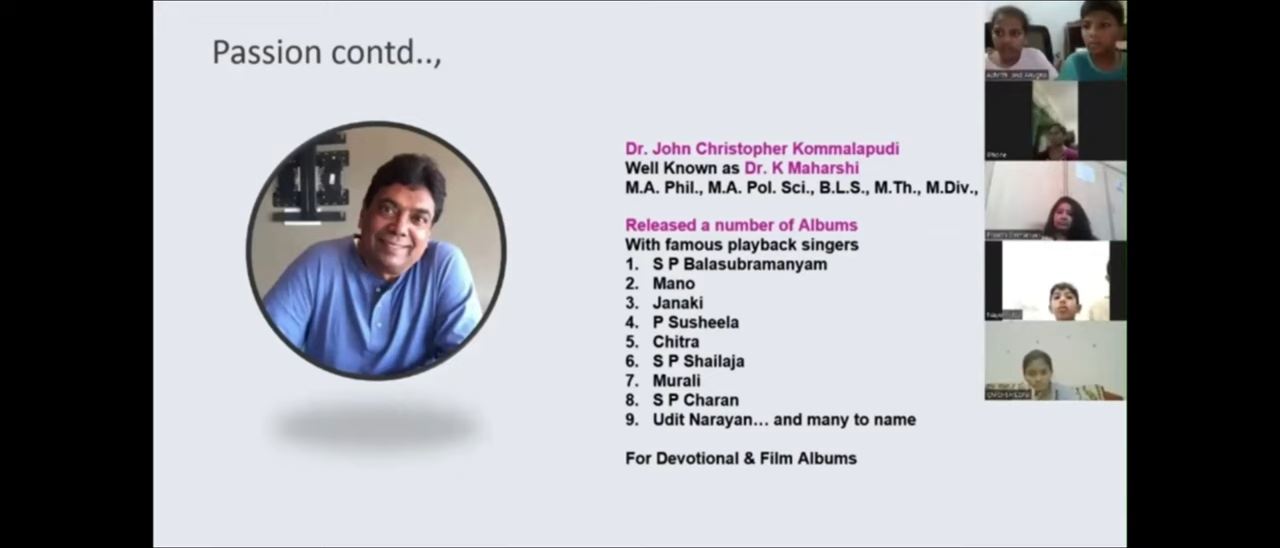 Passion contd..,
Dr. John Christopher Kommalapudi
Well Known as Dr. K Maharshi
M.A. Phil., M.A. Pol. Sci., B.L.S., M.Th., M.Div.,
Released a number of Albums
With famous playback singers
1. S P Balasubramanyam
2. Mano
3. Janaki
4. P Susheela
5. Chitra
6. S P Shailaja
7. Murali
8. S P Charan
9. Udit Narayan... and many to name
For Devotional & Film Albums
iPhone